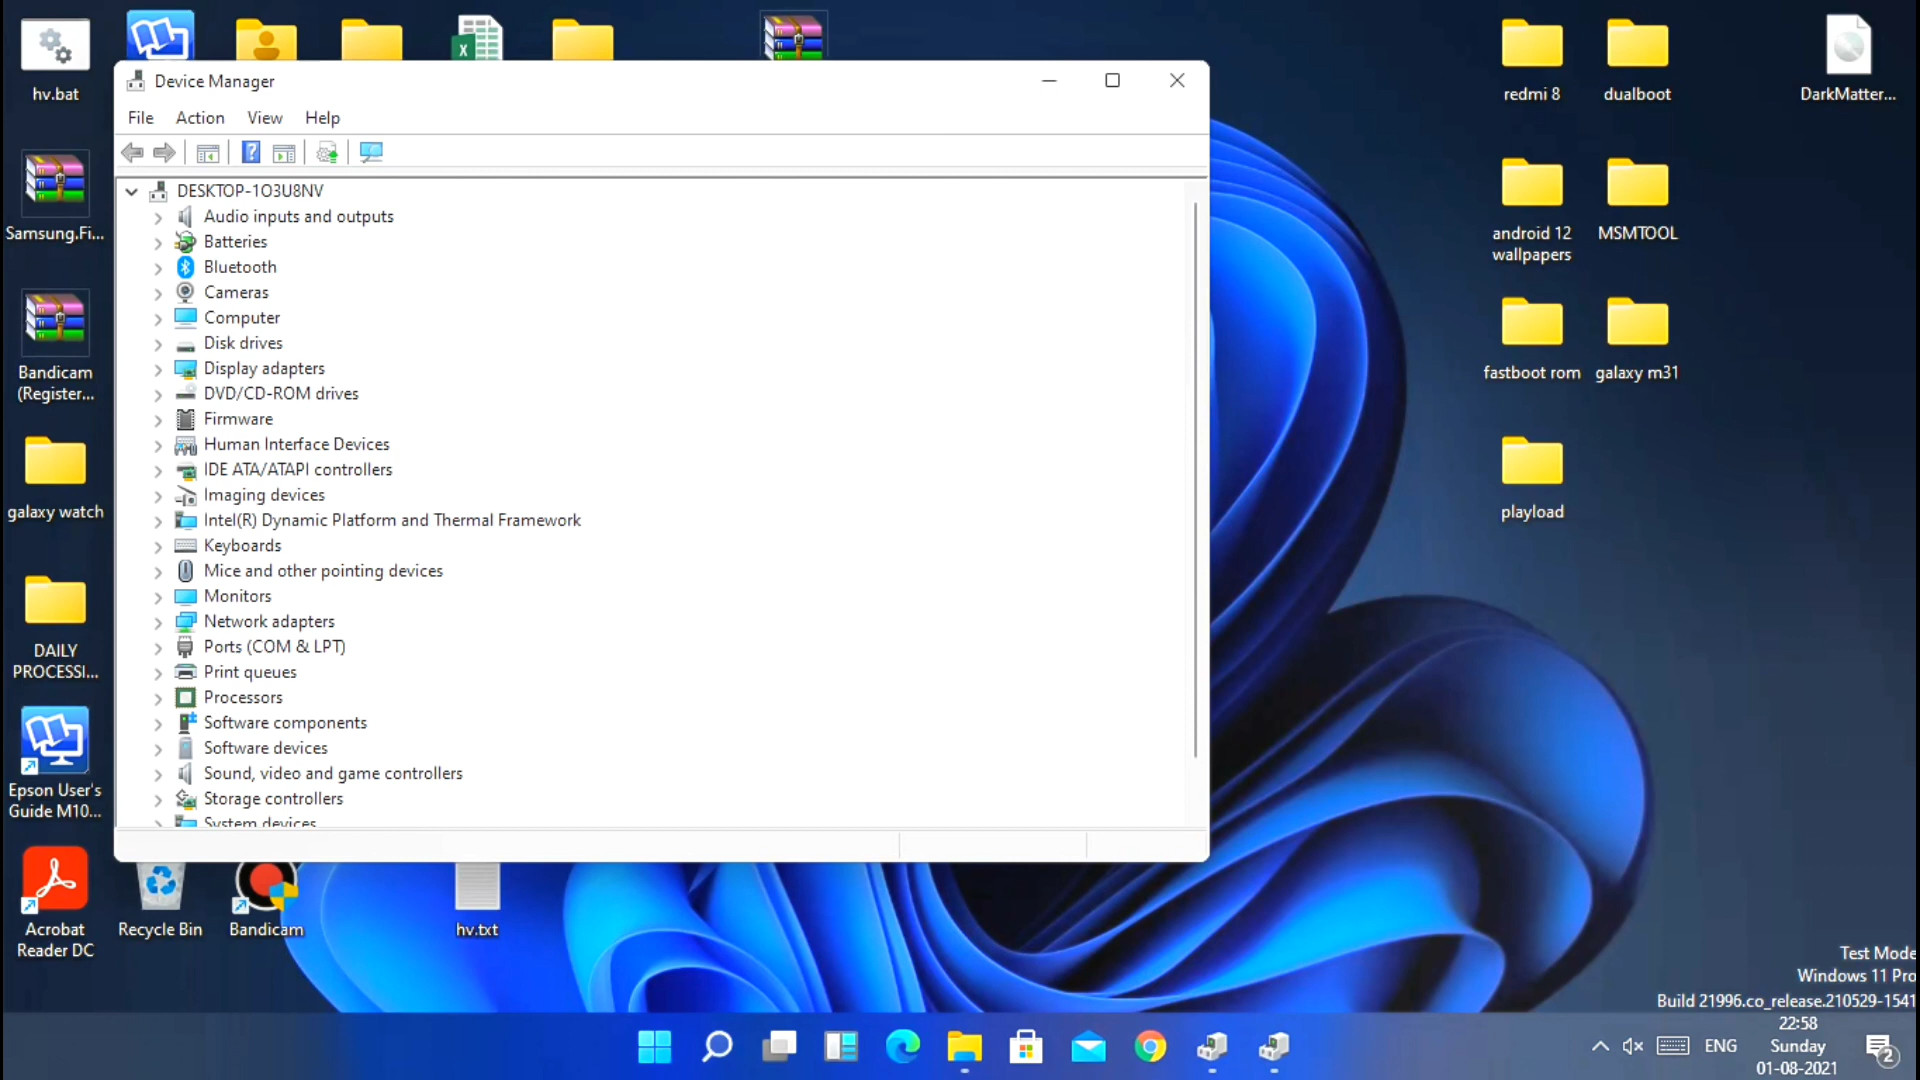 hv.bat
Samsung.Fi...
Bandicam
(Register...
galaxy watch
DAILY
PROCESSI...
Epson User's
Guide M10...
Acrobat
Reader DC
Recycle Bin
Bandicam
hv.txt
Device Manager
File Action View Help
DESKTOP-1O3U8NV
Audio inputs and outputs
Batteries
Bluetooth
Cameras
Computer
Disk drives
Display adapters
DVD/CD-ROM drives
Firmware
Human Interface Devices
IDE ATA/ATAPI controllers
Imaging devices
Intel(R) Dynamic Platform and Thermal Framework
Keyboards
Mice and other pointing devices
Monitors
Network adapters
Ports (COM & LPT)
Print queues
Processors
Software components
Software devices
Sound, video and game controllers
Storage controllers
System devices
redmi 8
dualboot
DarkMatter...
android 12
wallpapers
MSMTOOL
fastboot rom
galaxy m31
playload
Test Mode
Windows 11 Pro
Build 21996.co_release.210529-1541
ENG
22:58
Sunday
01-08-2021
2